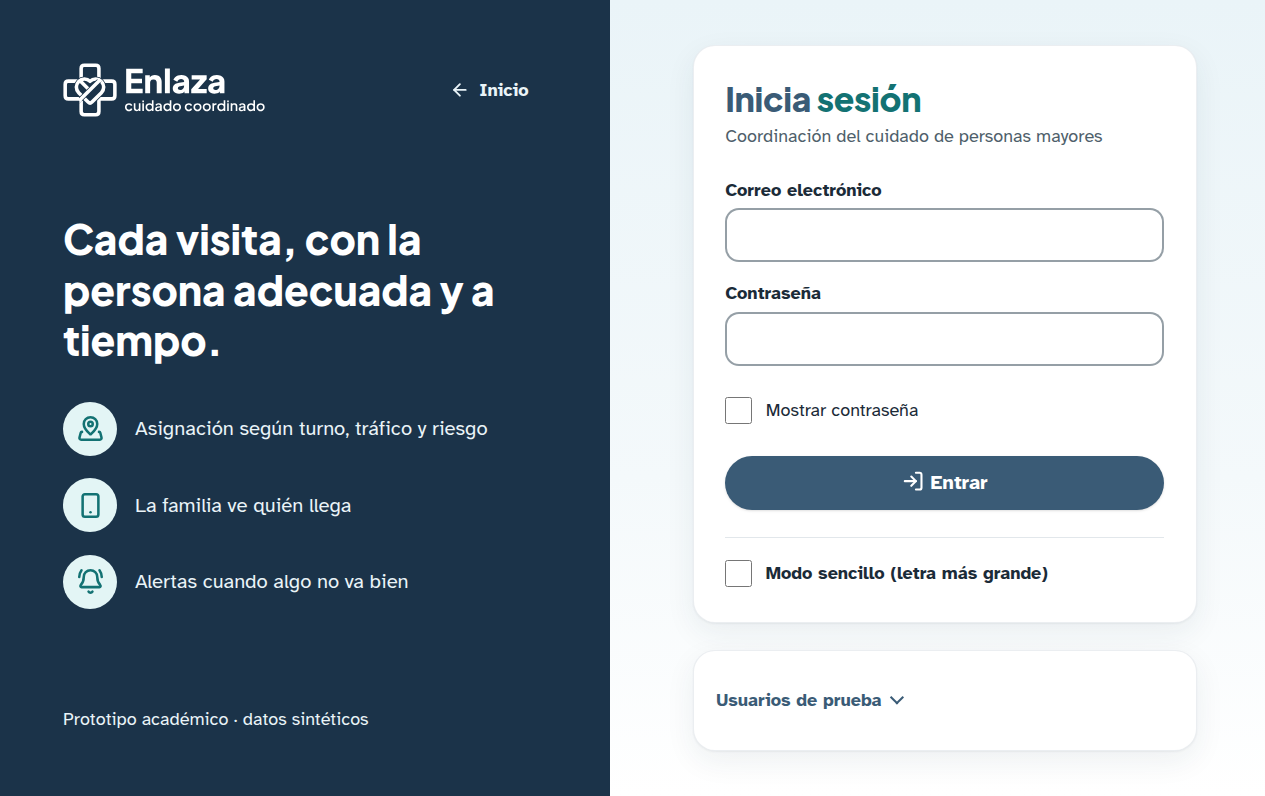 Enlaza
cuidado coordinado
Inicio
Cada visita, con la
persona adecuada y a
tiempo.
Asignación según turno, tráfico y riesgo
La familia ve quién llega
Alertas cuando algo no va bien
Prototipo académico · datos sintéticos
Inicia sesión
Coordinación del cuidado de personas mayores
Correo electrónico
Contraseña
Mostrar contraseña
Entrar
Modo sencillo (letra más grande)
Usuarios de prueba